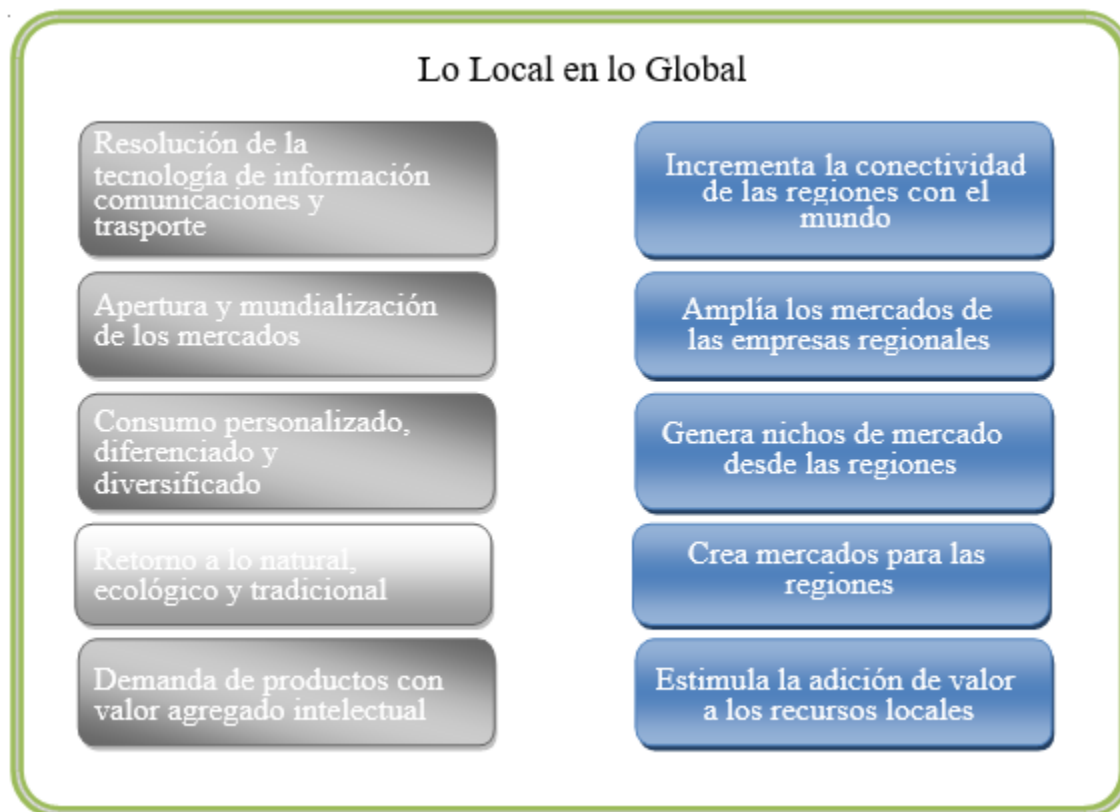 Lo Local en lo Global
Resolución de la
tecnología de información
comunicaciones y
trasporte
Incrementa la conectividad
de las regiones con el
mundo
Apertura y mundialización
de los mercados
Amplía los mercados de
las empresas regionales
Consumo personalizado,
diferenciado y
diversificado
Genera nichos de mercado
desde las regiones
Retorno a lo natural,
ecológico y tradicional
Crea mercados para las
regiones
Demanda de productos con
valor agregado intelectual
Estimula la adición de valor
a los recursos locales